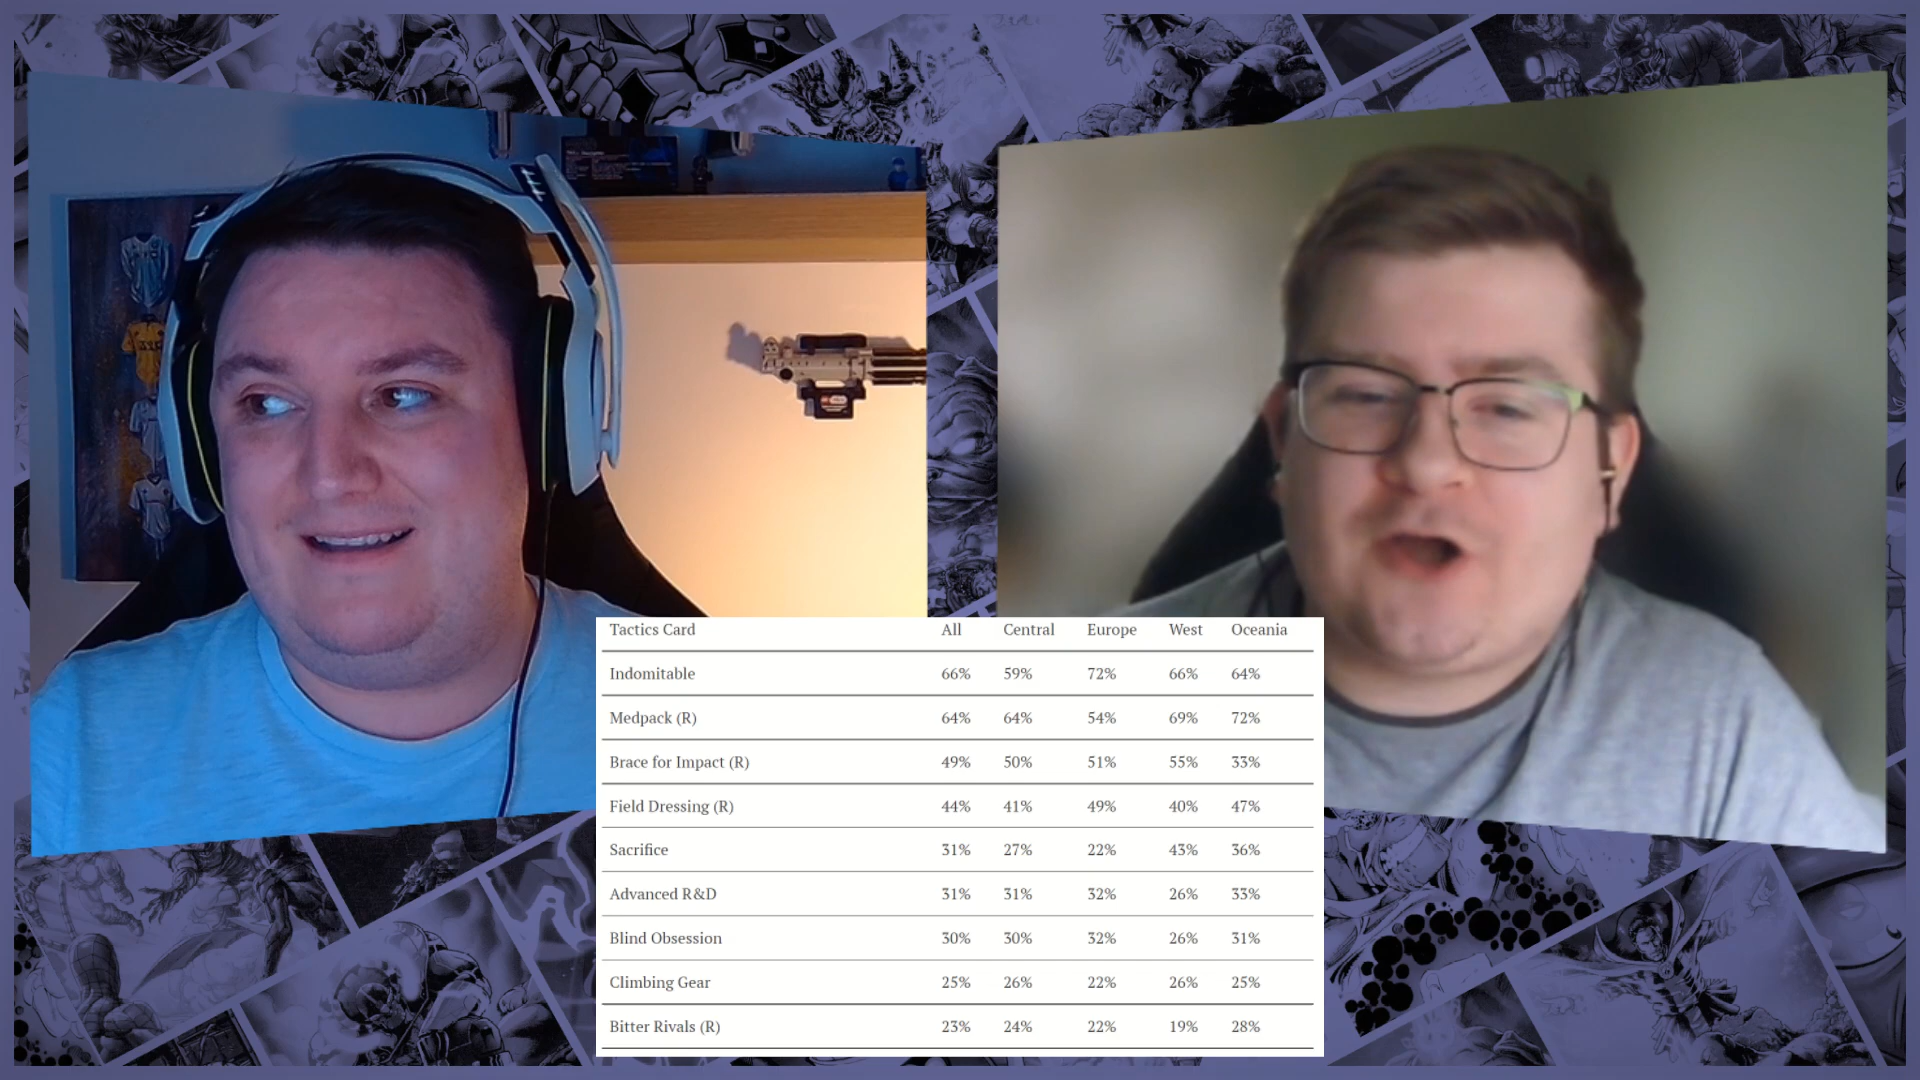 Tactics Card All Central Europe West Oceania
Indomitable 66% 59% 72% 66% 64%
Medpack (R) 64% 64% 54% 69% 72%
Brace for Impact (R) 49% 50% 51% 55% 33%
Field Dressing (R) 44% 41% 49% 40% 47%
Sacrifice 31% 27% 22% 43% 36%
Advanced R&D 31% 31% 32% 26% 33%
Blind Obsession 30% 30% 32% 26% 31%
Climbing Gear 25% 26% 22% 26% 25%
Bitter Rivals (R) 23% 24% 22% 19% 28%